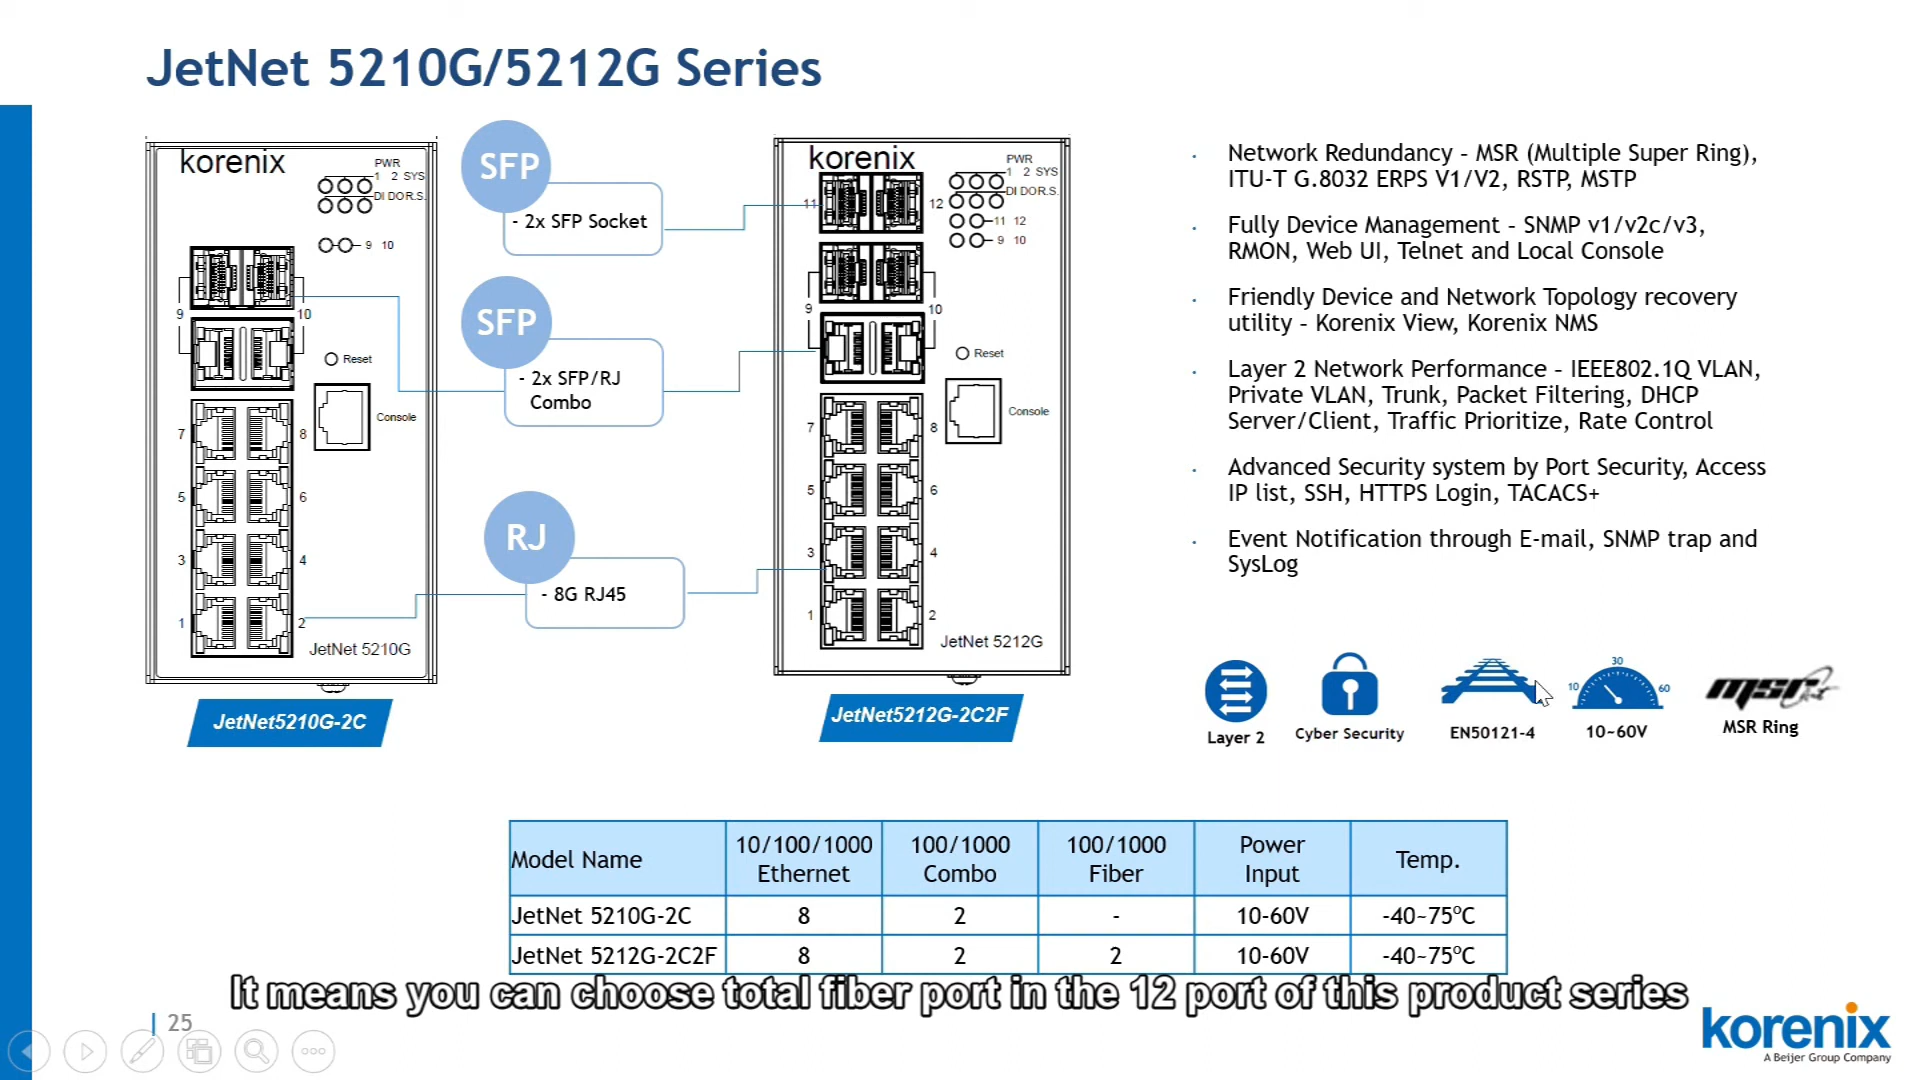 JetNet 5210G/5212G Series
korenix
PWR
1 2 SYS
DI DO R.S.
9 10
9
10
Reset
Console
7
8
5
6
3
4
1
2
JetNet 5210G
JetNet5210G-2C
SFP
- 2x SFP Socket
SFP
- 2x SFP/RJ
Combo
RJ
- 8G RJ45
korenix
PWR
1 2 SYS
DI DO R.S.
11 12
9 10
11
12
9
10
Reset
Console
7
8
5
6
3
4
1
2
JetNet 5212G
JetNet5212G-2C2F
· Network Redundancy – MSR (Multiple Super Ring),
ITU-T G.8032 ERPS V1/V2, RSTP, MSTP
· Fully Device Management – SNMP v1/v2c/v3,
RMON, Web UI, Telnet and Local Console
· Friendly Device and Network Topology recovery
utility – Korenix View, Korenix NMS
· Layer 2 Network Performance – IEEE802.1Q VLAN,
Private VLAN, Trunk, Packet Filtering, DHCP
Server/Client, Traffic Prioritize, Rate Control
· Advanced Security system by Port Security, Access
IP list, SSH, HTTPS Login, TACACS+
· Event Notification through E-mail, SNMP trap and
SysLog
Layer 2
Cyber Security
EN50121-4
10 30 60
10~60V
msr
MSR Ring
Model Name 10/100/1000 Ethernet 100/1000 Combo 100/1000 Fiber Power Input Temp.
JetNet 5210G-2C 8 2 - 10-60V -40~75°C
JetNet 5212G-2C2F 8 2 2 10-60V -40~75°C
It means you can choose total fiber port in the 12 port of this product series
25
korenix
A Beijer Group Company